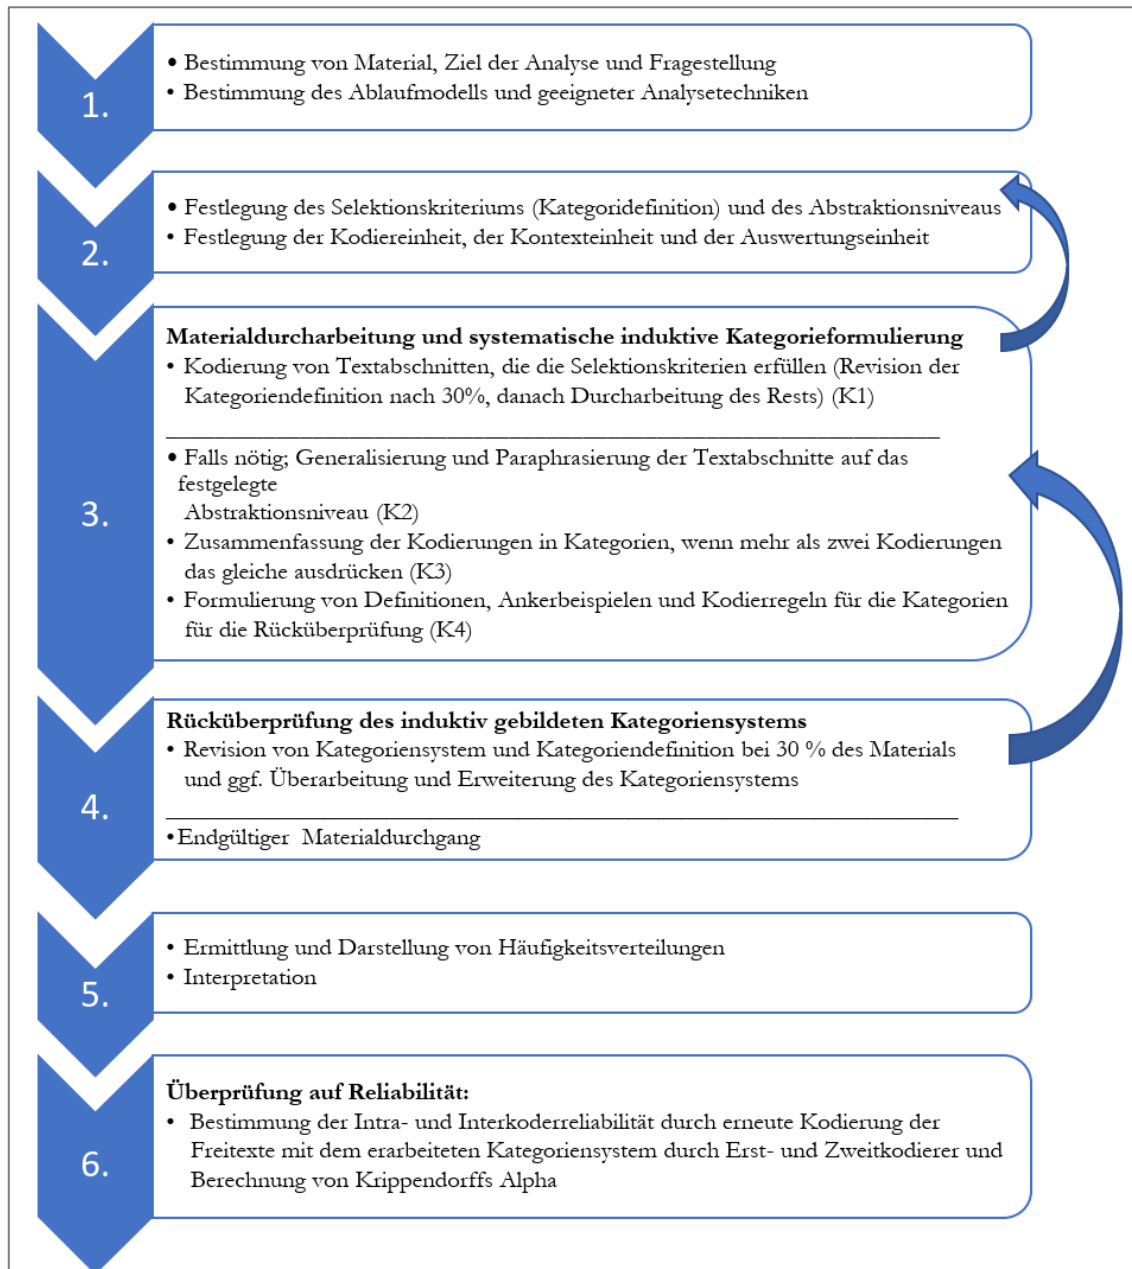 1.
• Bestimmung von Material, Ziel der Analyse und Fragestellung
• Bestimmung des Ablaufmodells und geeigneter Analysetechniken
2.
• Festlegung des Selektionskriteriums (Kategoridefinition) und des Abstraktionsniveaus
• Festlegung der Kodiereinheit, der Kontexteinheit und der Auswertungseinheit
3.
Materialdurcharbeitung und systematische induktive Kategorieformulierung
• Kodierung von Textabschnitten, die die Selektionskriterien erfüllen (Revision der
Kategoriendefinition nach 30%, danach Durcharbeitung des Rests) (K1)
• Falls nötig; Generalisierung und Paraphrasierung der Textabschnitte auf das
festgelegte
Abstraktionsniveau (K2)
• Zusammenfassung der Kodierungen in Kategorien, wenn mehr als zwei Kodierungen
das gleiche ausdrücken (K3)
• Formulierung von Definitionen, Ankerbeispielen und Kodierregeln für die Kategorien
für die Rücküberprüfung (K4)
4.
Rücküberprüfung des induktiv gebildeten Kategoriensystems
• Revision von Kategoriensystem und Kategoriendefinition bei 30 % des Materials
und ggf. Überarbeitung und Erweiterung des Kategoriensystems
• Endgültiger Materialdurchgang
5.
• Ermittlung und Darstellung von Häufigkeitsverteilungen
• Interpretation
6.
Überprüfung auf Reliabilität:
• Bestimmung der Intra- und Interkoderreliabilität durch erneute Kodierung der
Freitexte mit dem erarbeiteten Kategoriensystem durch Erst- und Zweitkodierer und
Berechnung von Krippendorffs Alpha